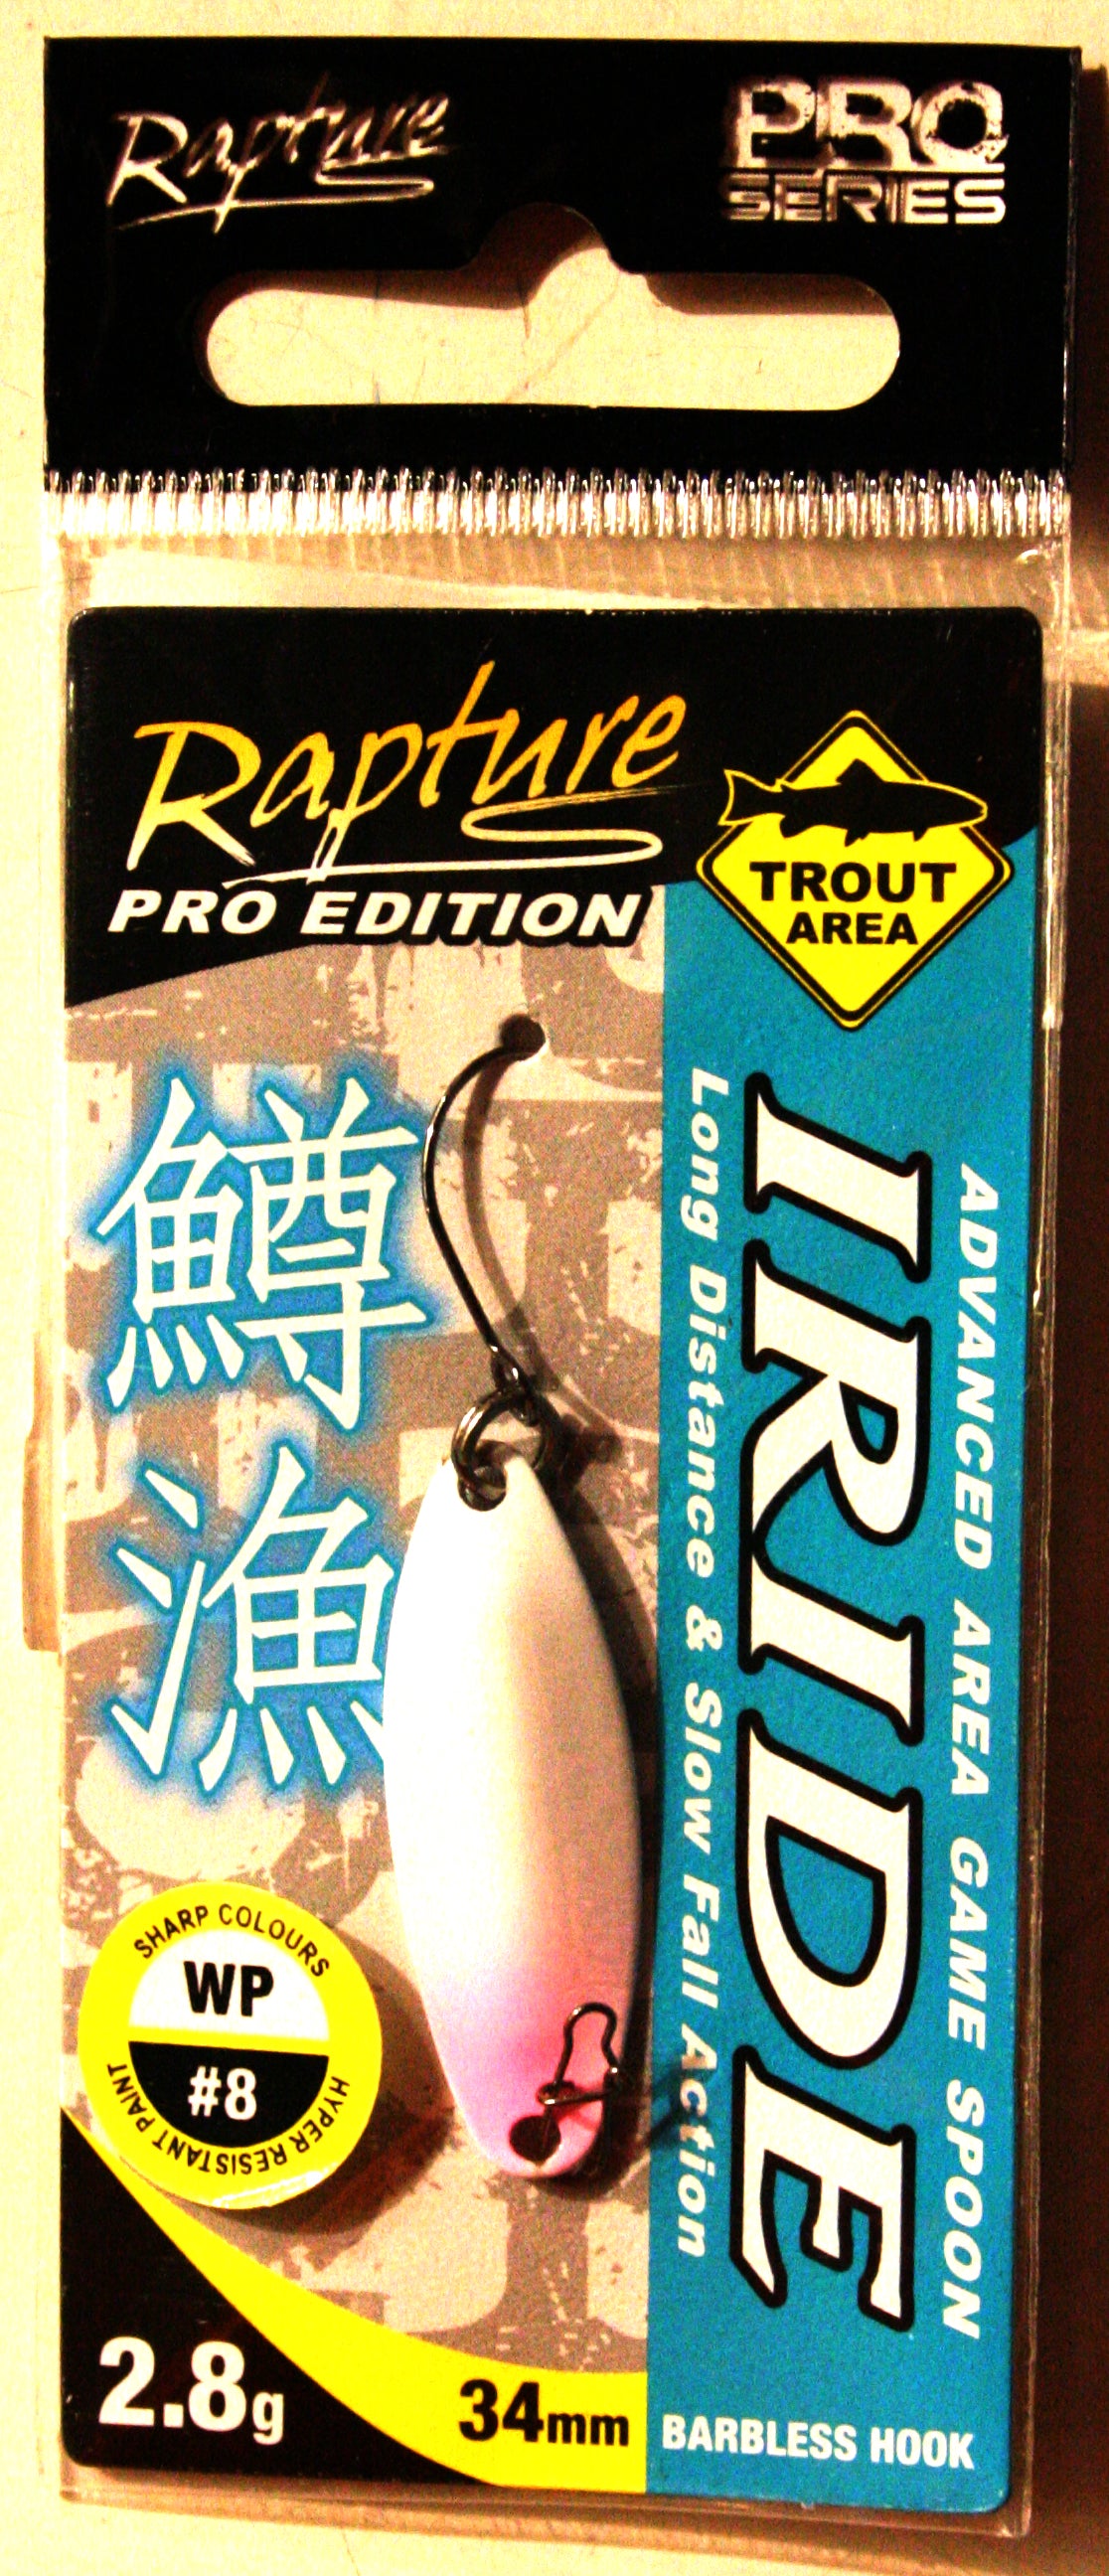 Rapture
PRO
SERIES
Rapture
PRO EDITION
TROUT
AREA
鱒
漁
IRIDE
ADVANCED AREA GAME SPOON
Long Distance & Slow Fall Action
SHARP COLOURS
WP
#8
HYPER RESISTANT PAINT
2.8g
34mm
BARBLESS HOOK